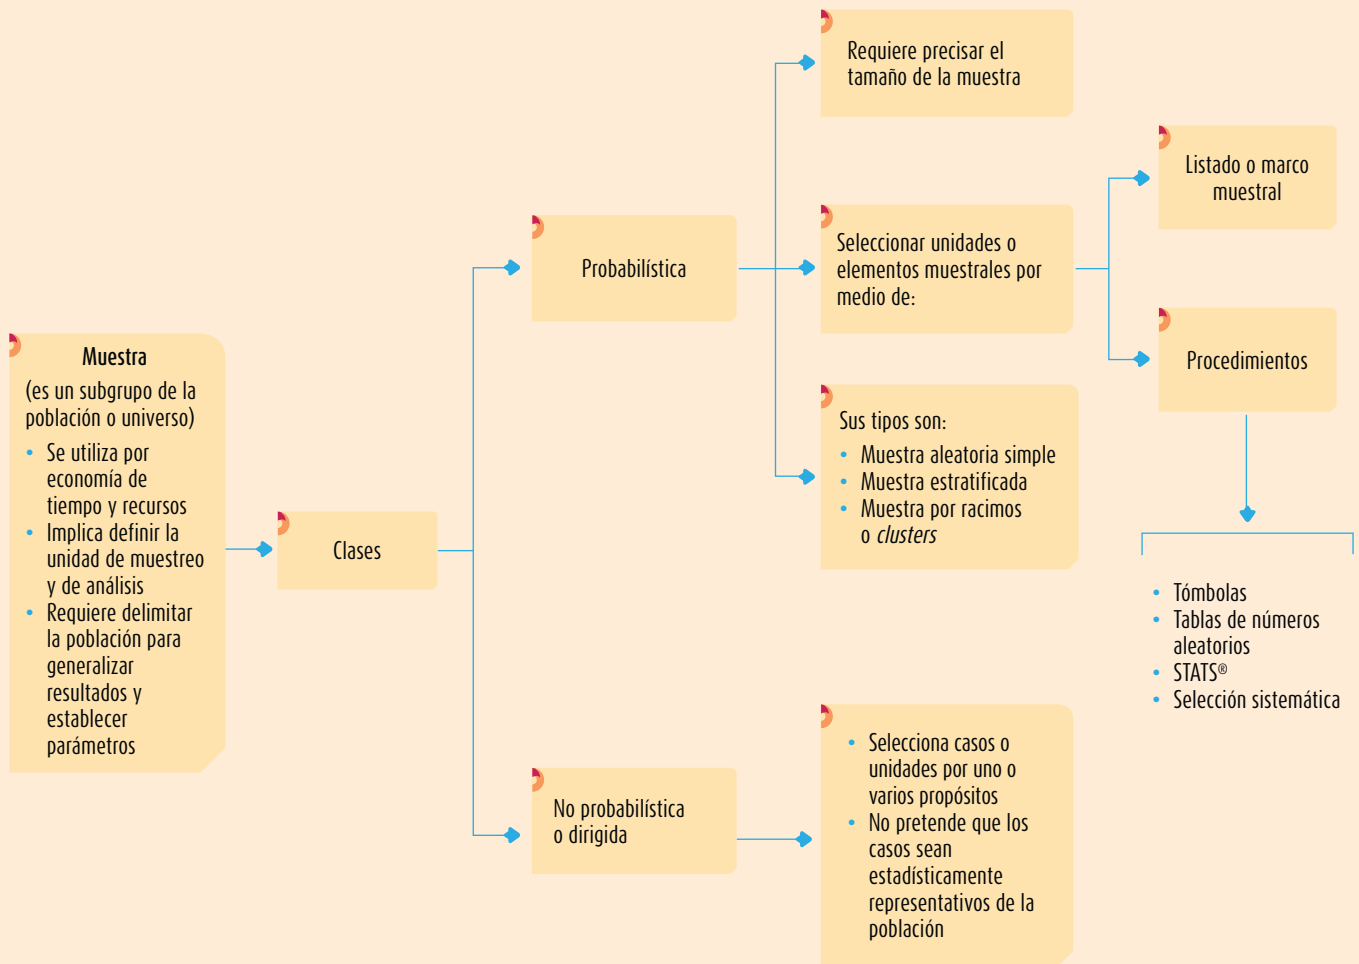 Muestra
(es un subgrupo de la
población o universo)
• Se utiliza por
economía de
tiempo y recursos
• Implica definir la
unidad de muestreo
y de análisis
• Requiere delimitar
la población para
generalizar
resultados y
establecer
parámetros
Clases
Probabilística
Requiere precisar el
tamaño de la muestra
Seleccionar unidades o
elementos muestrales por
medio de:
Listado o marco
muestral
Procedimientos
• Tómbolas
• Tablas de números
aleatorios
• STATS®
• Selección sistemática
Sus tipos son:
• Muestra aleatoria simple
• Muestra estratificada
• Muestra por racimos
o clusters
No probabilística
o dirigida
• Selecciona casos o
unidades por uno o
varios propósitos
• No pretende que los
casos sean
estadísticamente
representativos de la
población